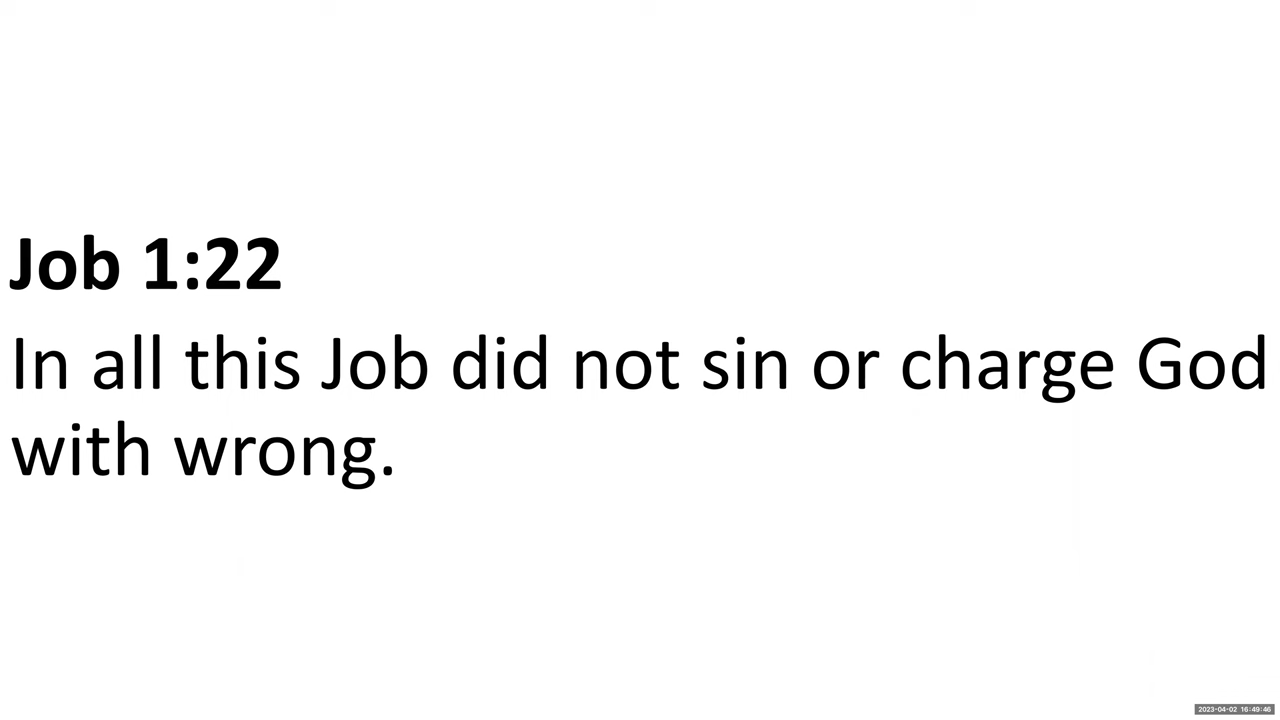 Job 1:22
In all this Job did not sin or charge God
with wrong.
2023-04-02 16:49:46